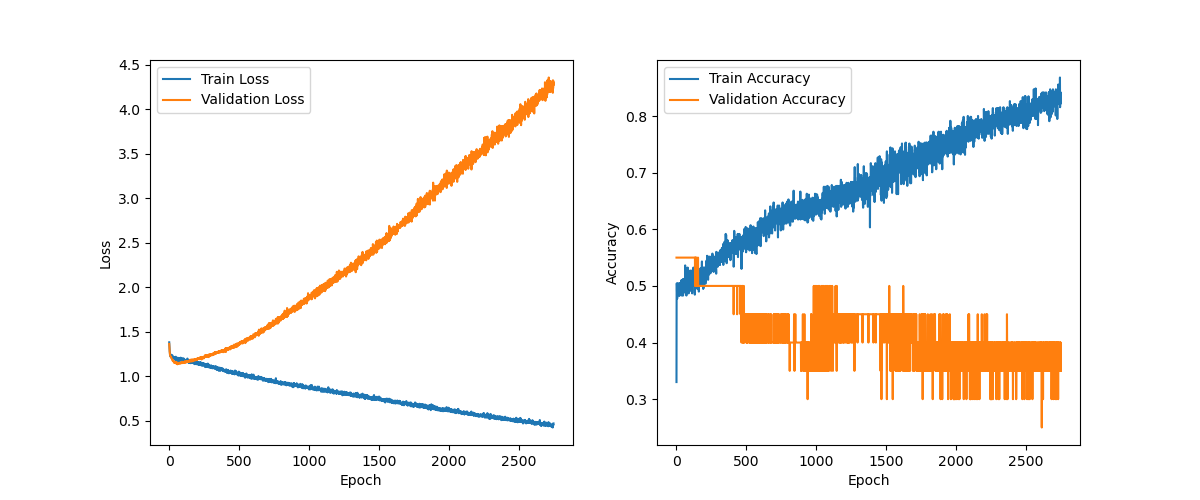 4.5
4.0
3.5
3.0
2.5
2.0
1.5
1.0
0.5
Loss
Train Loss
Validation Loss
0 500 1000 1500 2000 2500
Epoch
0.8
0.7
0.6
0.5
0.4
0.3
Accuracy
Train Accuracy
Validation Accuracy
0 500 1000 1500 2000 2500
Epoch